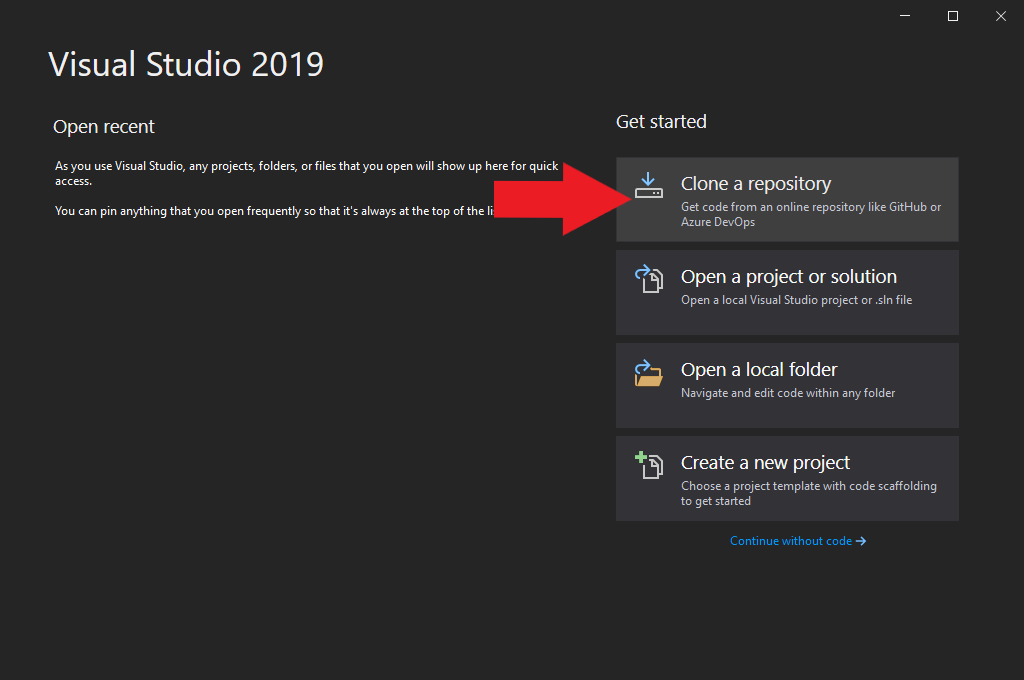 Visual Studio 2019
Open recent
As you use Visual Studio, any projects, folders, or files that you open will show up here for quick
access.
You can pin anything that you open frequently so that it's always at the top of the
Get started
Clone a repository
Get code from an online repository like GitHub or
Azure DevOps
Open a project or solution
Open a local Visual Studio project or .sln file
Open a local folder
Navigate and edit code within any folder
Create a new project
Choose a project template with code scaffolding
to get started
Continue without code →